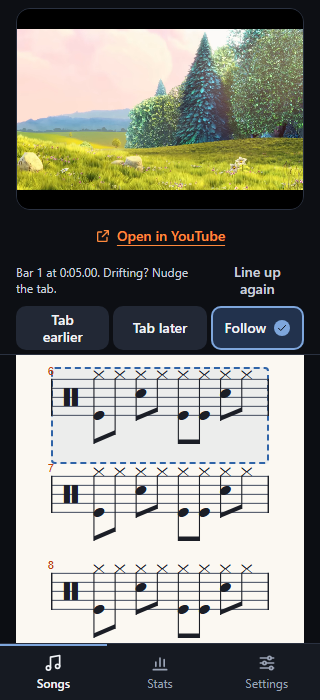 Open in YouTube
Bar 1 at 0:05.00. Drifting? Nudge
the tab.
Line up
again
Tab
earlier
Tab later
Follow
6
7
8
Songs
Stats
Settings